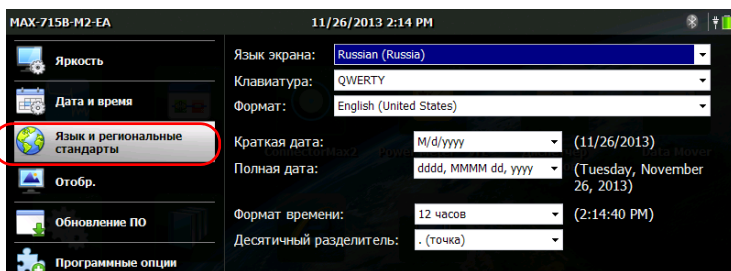 MAX-715B-M2-EA 11/26/2013 2:14 PM
Яркость
Дата и время
Язык и региональные
стандарты
Отобр.
Обновление ПО
Программные опции
Язык экрана: Russian (Russia)
Клавиатура: QWERTY
Формат: English (United States)
Краткая дата: M/d/yyyy (11/26/2013)
Полная дата: dddd, MMMM dd, yyyy (Tuesday, November
26, 2013)
Формат времени: 12 часов (2:14:40 PM)
Десятичный разделитель: . (точка)